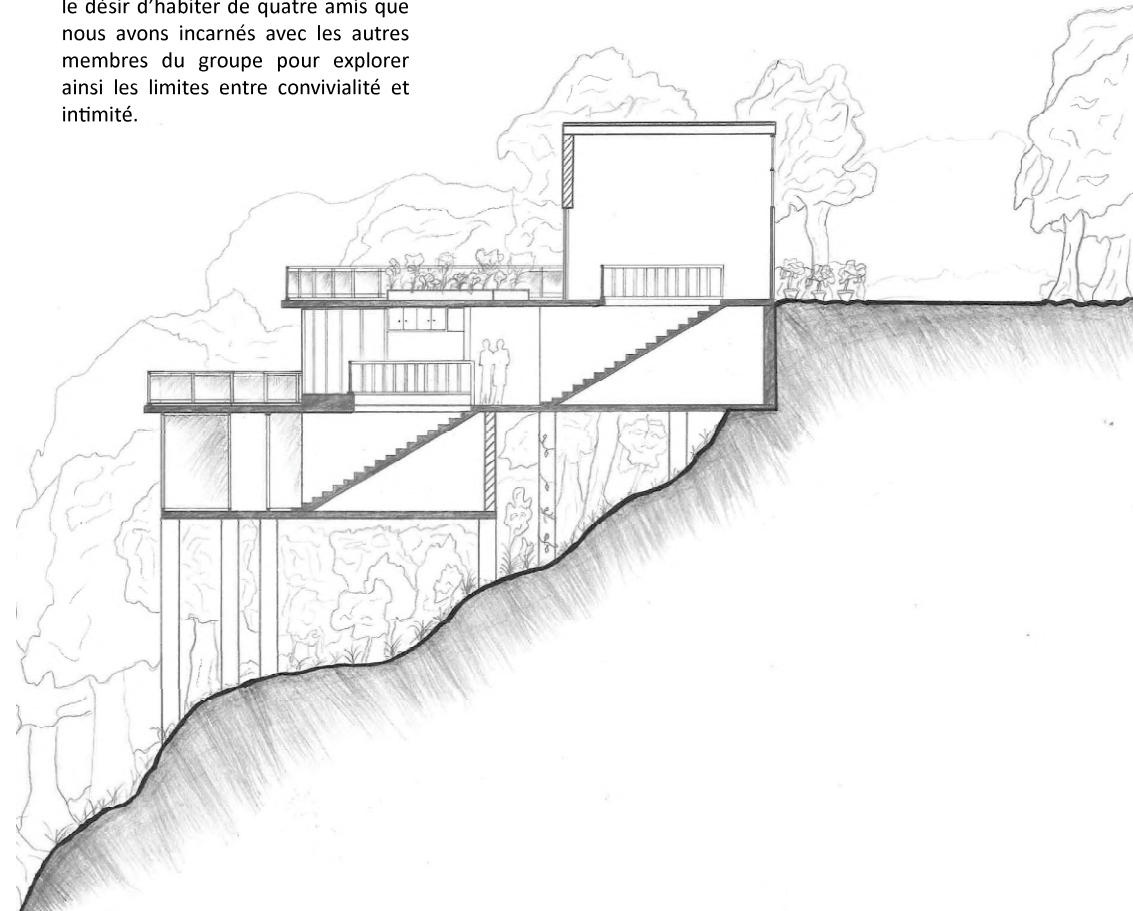 le désir d’habiter de quatre amis que
nous avons incarnés avec les autres
membres du groupe pour explorer
ainsi les limites entre convivialité et
intimité.